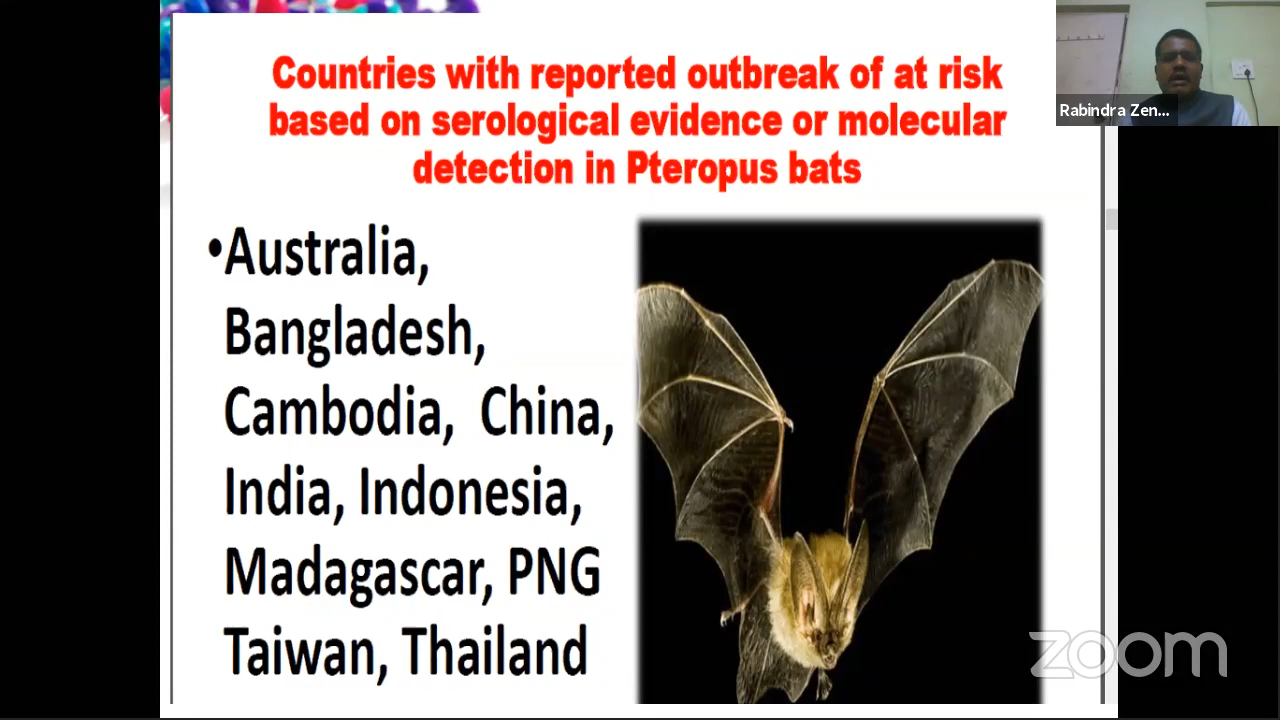 Countries with reported outbreak of at risk
based on serological evidence or molecular
detection in Pteropus bats
•Australia,
Bangladesh,
Cambodia, China,
India, Indonesia,
Madagascar, PNG
Taiwan, Thailand
Rabindra Zen...
zoom